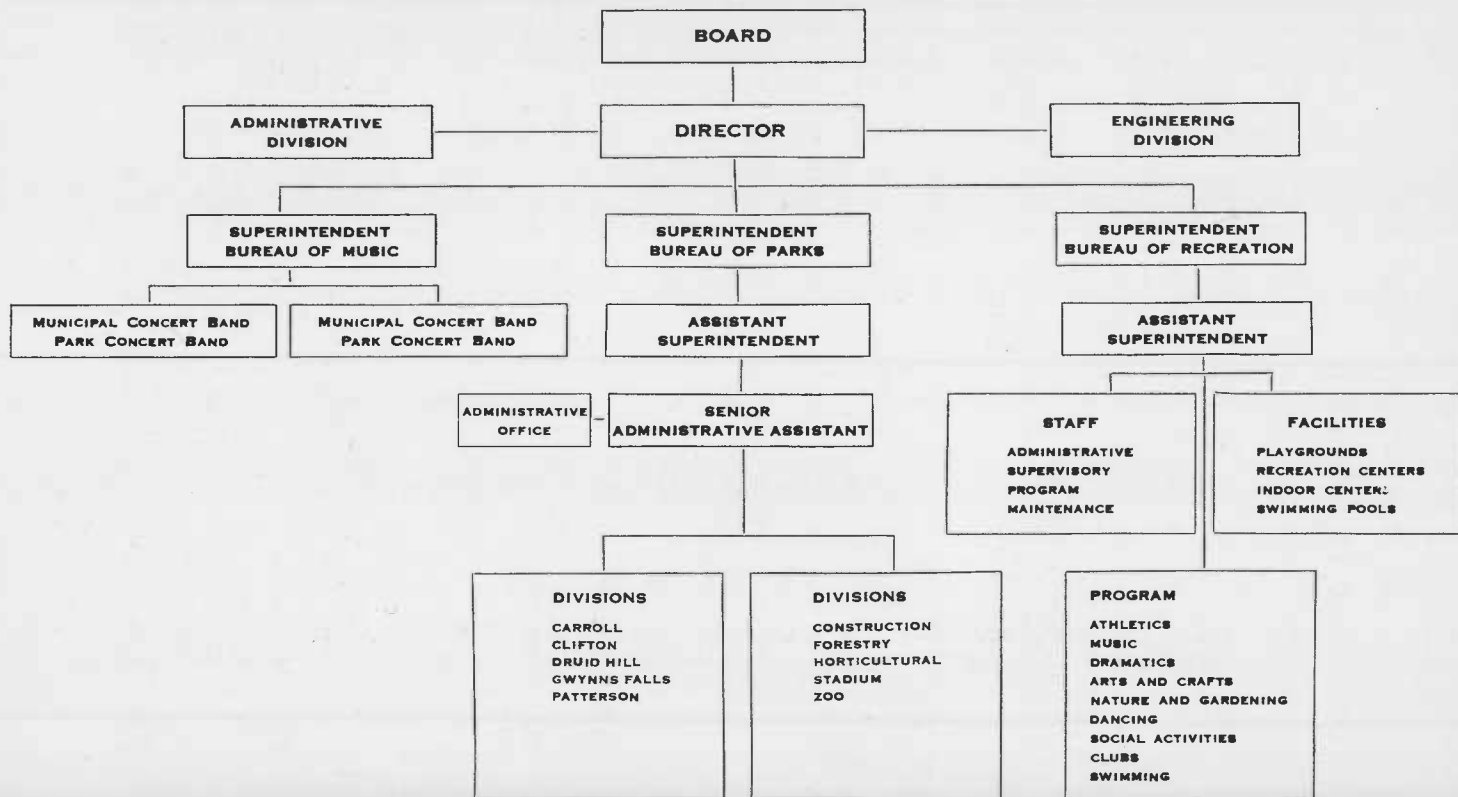 BOARD
ADMINISTRATIVE
DIVISION
DIRECTOR
ENGINEERING
DIVISION
SUPERINTENDENT
BUREAU OF MUSIC
SUPERINTENDENT
BUREAU OF PARKS
SUPERINTENDENT
BUREAU OF RECREATION
MUNICIPAL CONCERT BAND
PARK CONCERT BAND
MUNICIPAL CONCERT BAND
PARK CONCERT BAND
ASSISTANT
SUPERINTENDENT
ASSISTANT
SUPERINTENDENT
ADMINISTRATIVE
OFFICE
SENIOR
ADMINISTRATIVE ASSISTANT
STAFF
ADMINISTRATIVE
SUPERVISORY
PROGRAM
MAINTENANCE
FACILITIES
PLAYGROUNDS
RECREATION CENTERS
INDOOR CENTERS
SWIMMING POOLS
DIVISIONS
CARROLL
CLIFTON
DRUID HILL
GWYNNS FALLS
PATTERSON
DIVISIONS
CONSTRUCTION
FORESTRY
HORTICULTURAL
STADIUM
ZOO
PROGRAM
ATHLETICS
MUSIC
DRAMATICS
ARTS AND CRAFTS
NATURE AND GARDENING
DANCING
SOCIAL ACTIVITIES
CLUBS
SWIMMING